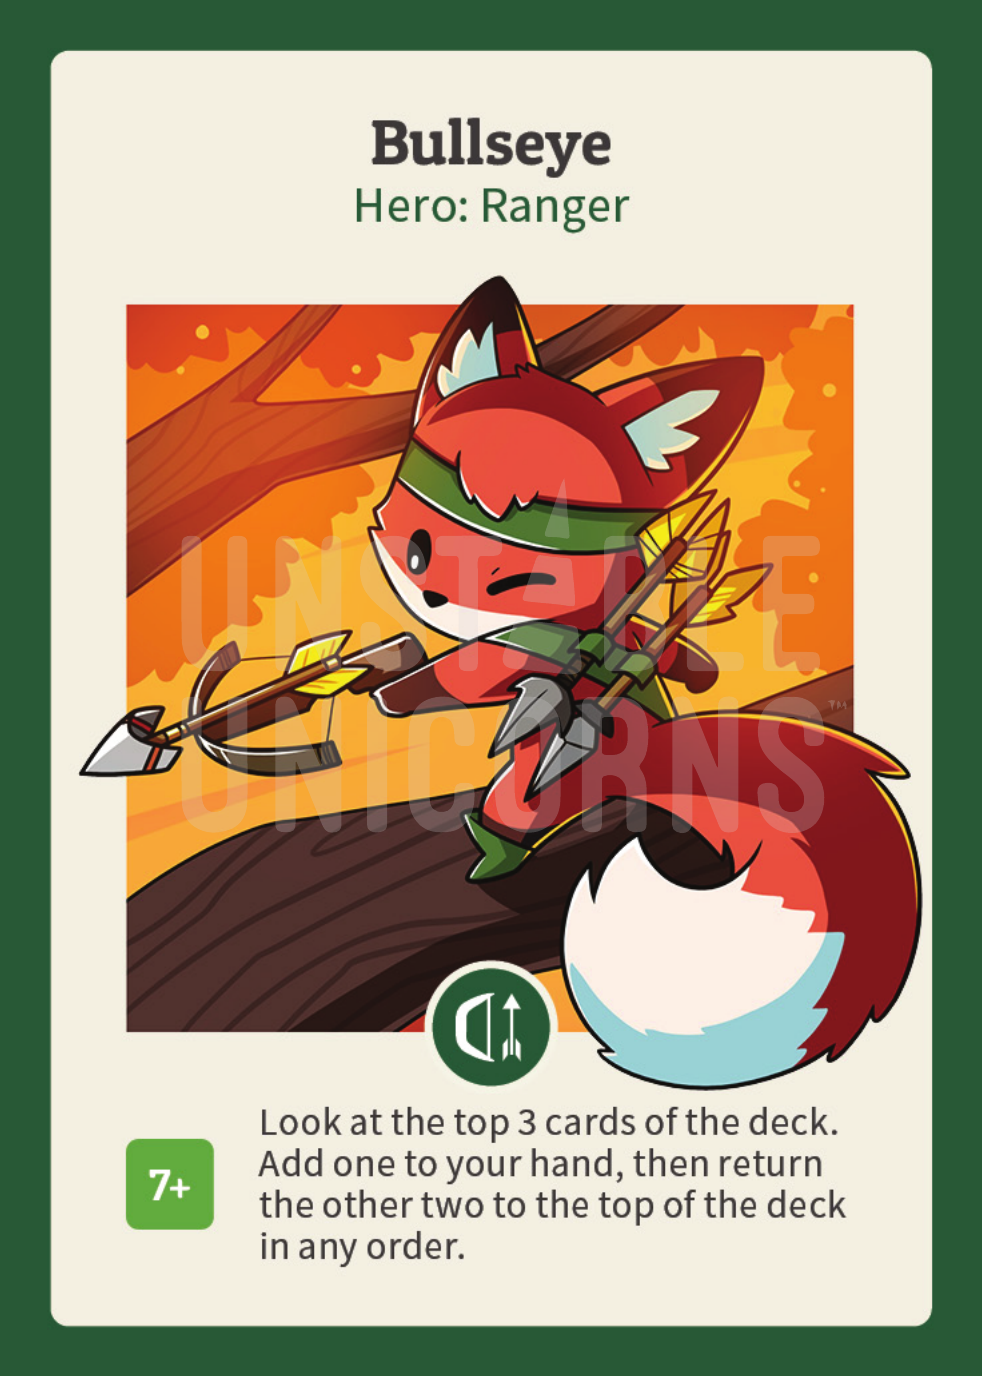 Bullseye
Hero: Ranger
UNSTABLE
UNICORNS
7+
Look at the top 3 cards of the deck.
Add one to your hand, then return
the other two to the top of the deck
in any order.